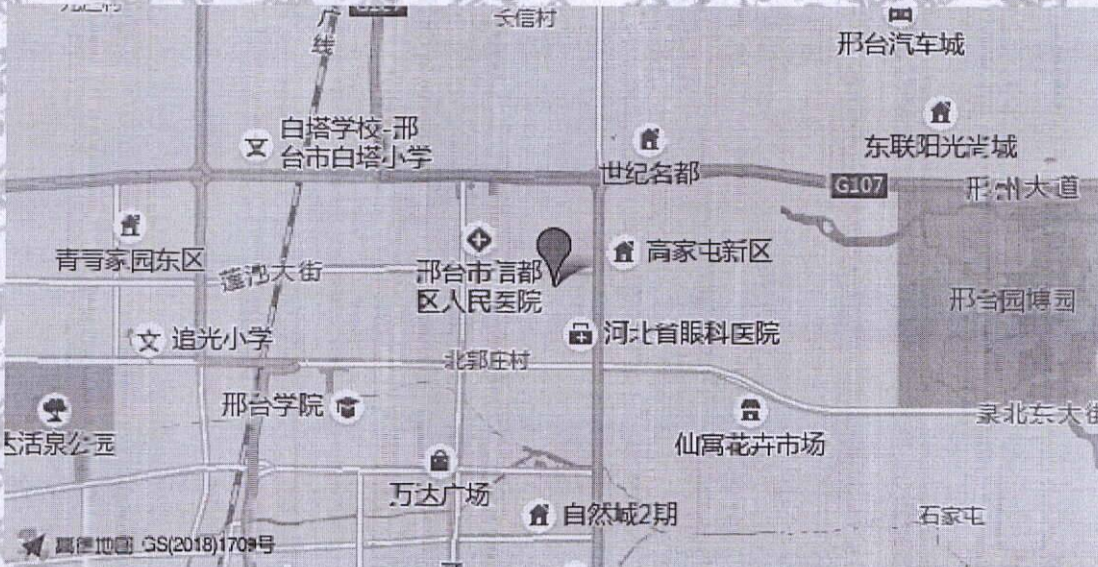 长信村
广
线
邢台汽车城
白塔学校-邢
台市白塔小学
东联阳光尚城
世纪名都
G107
邢州大道
青青家园东区
莲池大街
高家屯新区
邢台市信都
区人民医院
邢台园博园
追光小学
河北省眼科医院
北郭庄村
邢台学院
泉北东大街
达活泉公园
仙寓花卉市场
万达广场
自然城2期
石家屯
高德地图 GS(2018)1709号